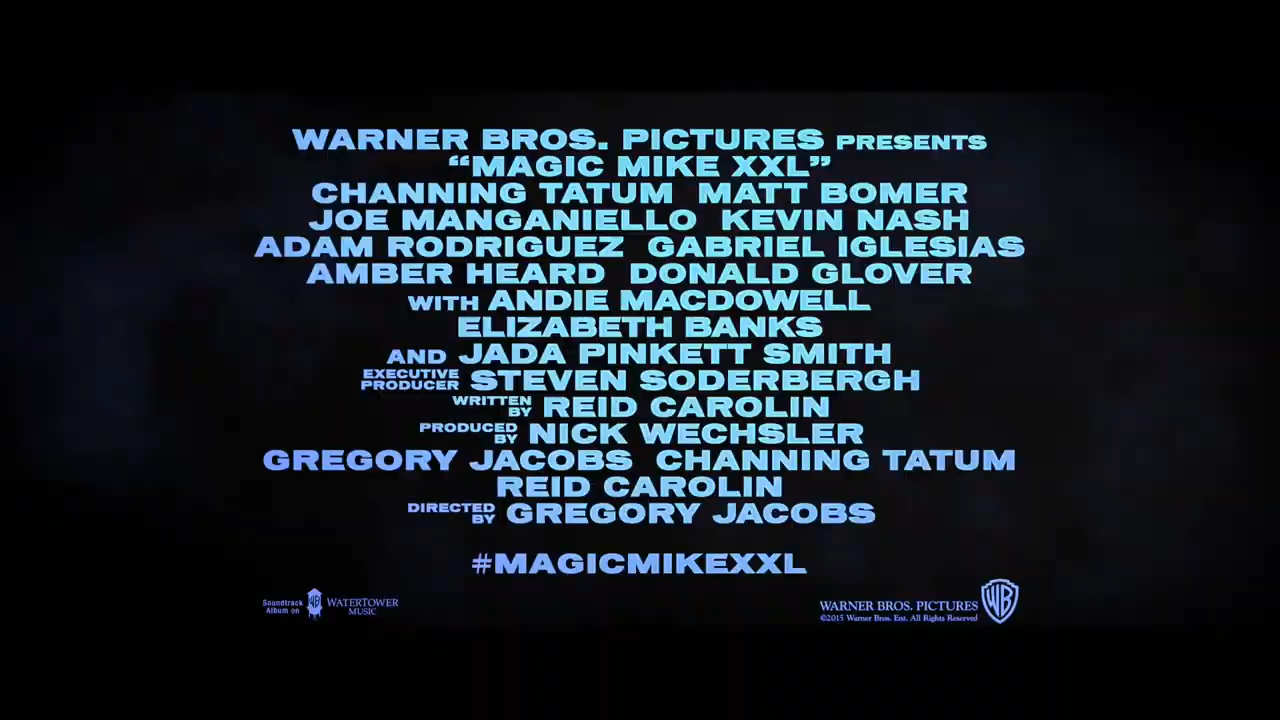 WARNER BROS. PICTURES PRESENTS
“MAGIC MIKE XXL”
CHANNING TATUM MATT BOMER
JOE MANGANIELLO KEVIN NASH
ADAM RODRIGUEZ GABRIEL IGLESIAS
AMBER HEARD DONALD GLOVER
WITH ANDIE MACDOWELL
ELIZABETH BANKS
AND JADA PINKETT SMITH
EXECUTIVE PRODUCER STEVEN SODERBERGH
WRITTEN BY REID CAROLIN
PRODUCED BY NICK WECHSLER
GREGORY JACOBS CHANNING TATUM
REID CAROLIN
DIRECTED BY GREGORY JACOBS
#MAGICMIKEXXL
Soundtrack Album on WB WATERTOWER MUSIC
WARNER BROS. PICTURES WB
©2015 Warner Bros. Ent. All Rights Reserved